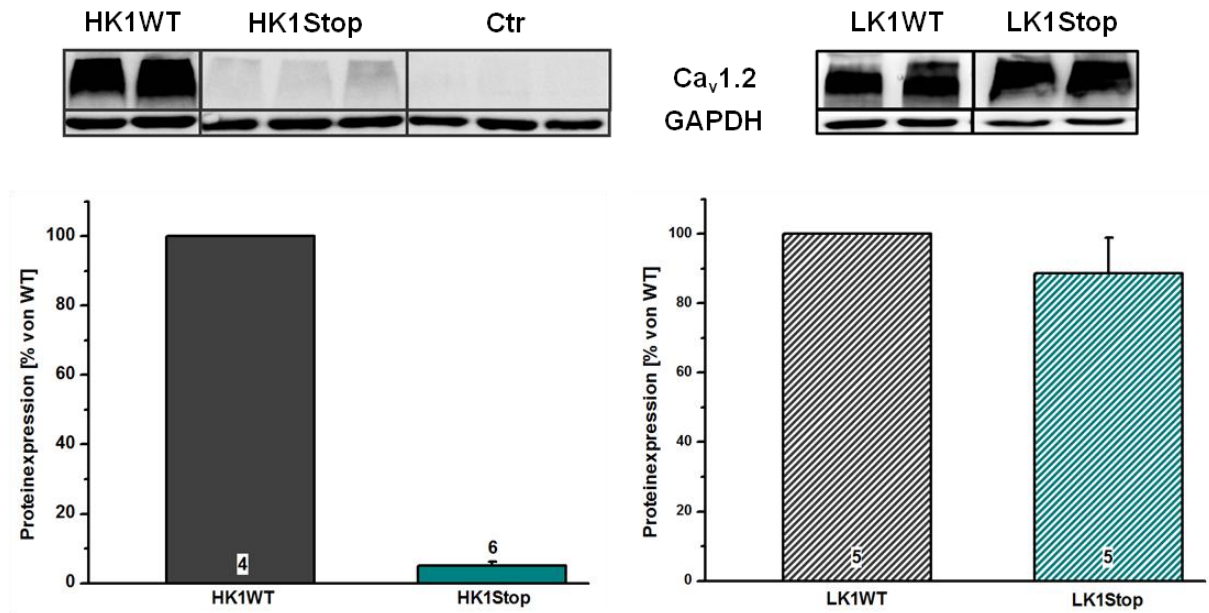 HK1WT HK1Stop Ctr LK1WT LK1Stop
Caᵥ1.2
GAPDH
Proteinexpression [% von WT]
100
80
60
40
20
0
4
6
HK1WT HK1Stop
Proteinexpression [% von WT]
100
80
60
40
20
0
5
5
LK1WT LK1Stop